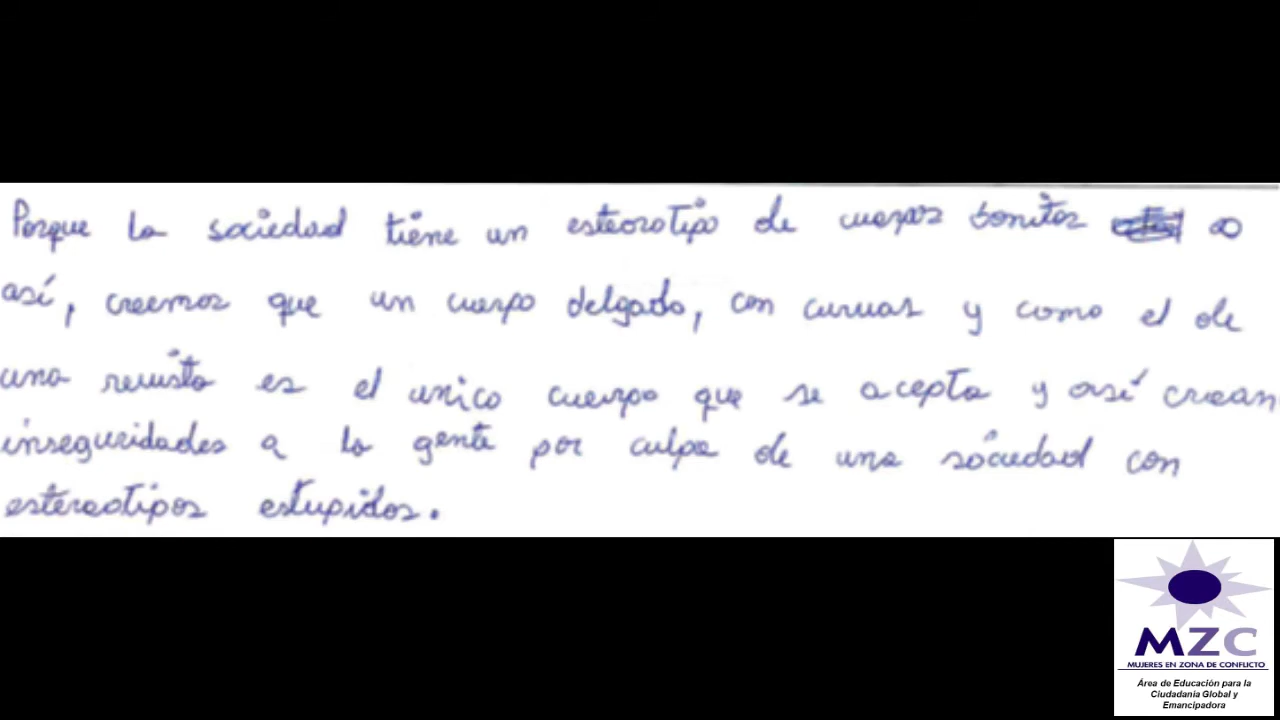 Porque la sociedad tiene un esteorotipo de cuerpos bonitos o
así, creemos que un cuerpo delgado, con curvas y como el de
una revista es el unico cuerpo que se acepta y así crean
inseguridades a la gente por culpa de una sociedad con
estereotipos estupidos.
MZC
MUJERES EN ZONA DE CONFLICTO
Área de Educación para la
Ciudadanía Global y
Emancipadora